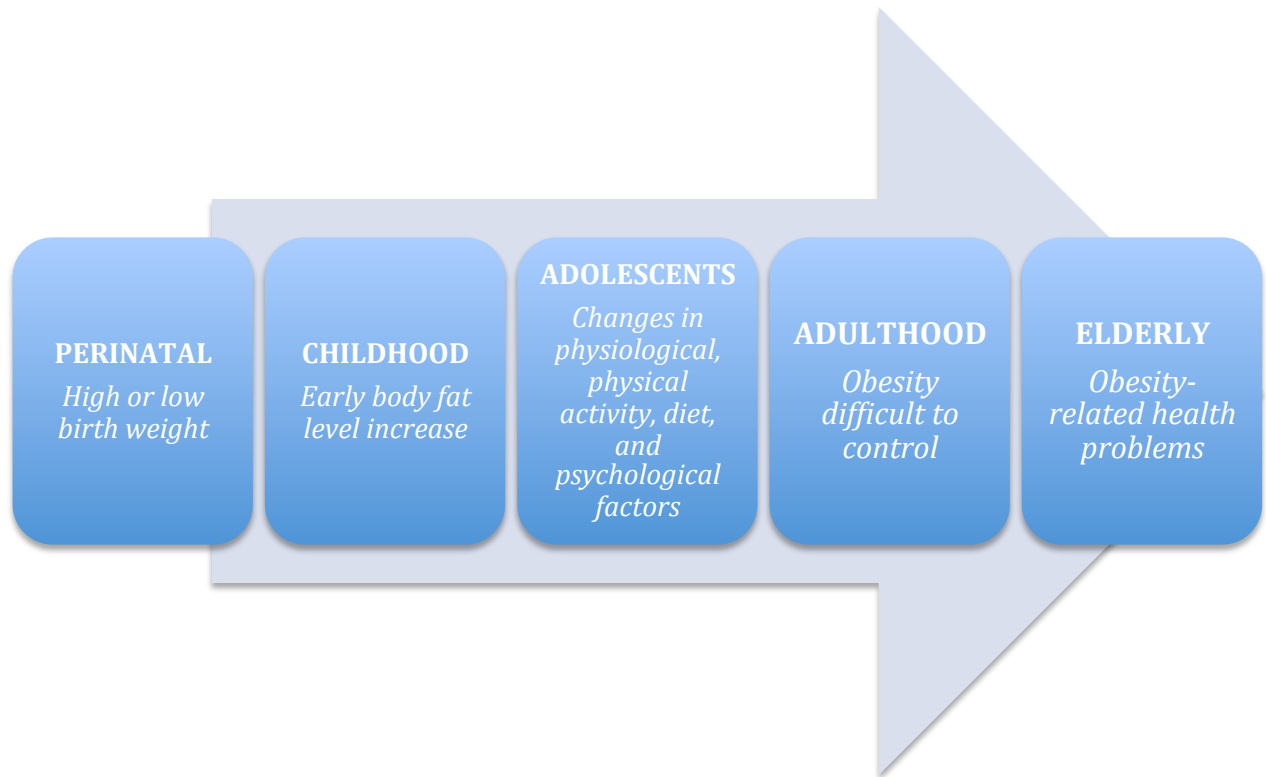 PERINATAL
High or low
birth weight
CHILDHOOD
Early body fat
level increase
ADOLESCENTS
Changes in
physiological,
physical
activity, diet,
and
psychological
factors
ADULTHOOD
Obesity
difficult to
control
ELDERLY
Obesity-
related health
problems